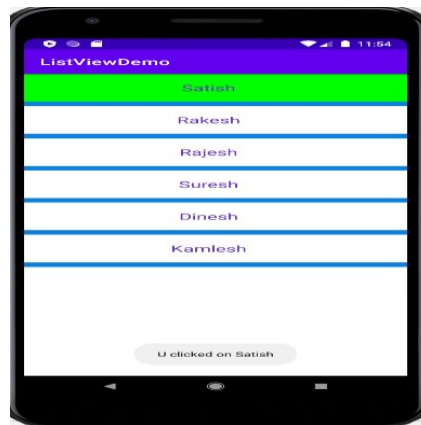 11:54
ListViewDemo
Satish
Rakesh
Rajesh
Suresh
Dinesh
Kamlesh
U clicked on Satish